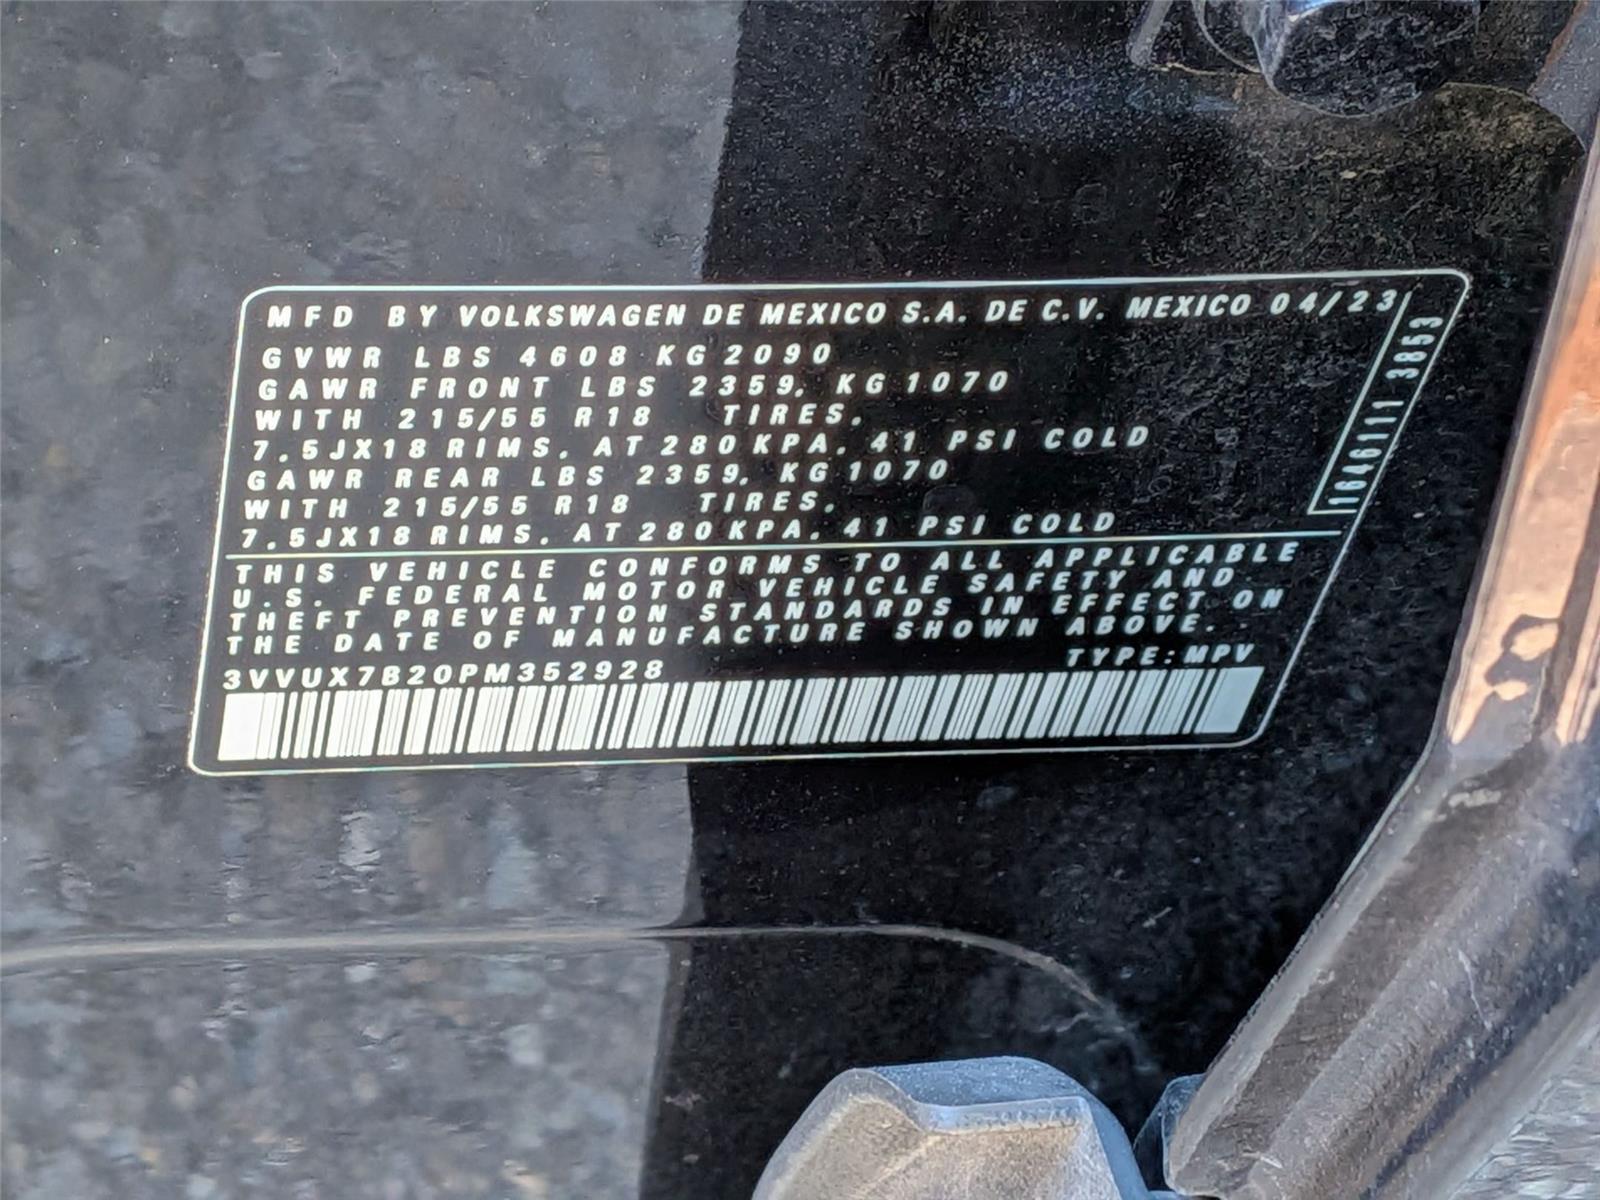 MFD BY VOLKSWAGEN DE MEXICO S.A. DE C.V. MEXICO 04/23
GVWR LBS 4608 KG 2090
GAWR FRONT LBS 2359, KG 1070
WITH 215/55 R18 TIRES,
7.5JX18 RIMS, AT 280 KPA, 41 PSI COLD
GAWR REAR LBS 2359, KG 1070
WITH 215/55 R18 TIRES,
7.5JX18 RIMS, AT 280 KPA, 41 PSI COLD
1646111 3853
THIS VEHICLE CONFORMS TO ALL APPLICABLE
U.S. FEDERAL MOTOR VEHICLE SAFETY AND
THEFT PREVENTION STANDARDS IN EFFECT ON
THE DATE OF MANUFACTURE SHOWN ABOVE.
TYPE: MPV
3VVUX7B20PM352928